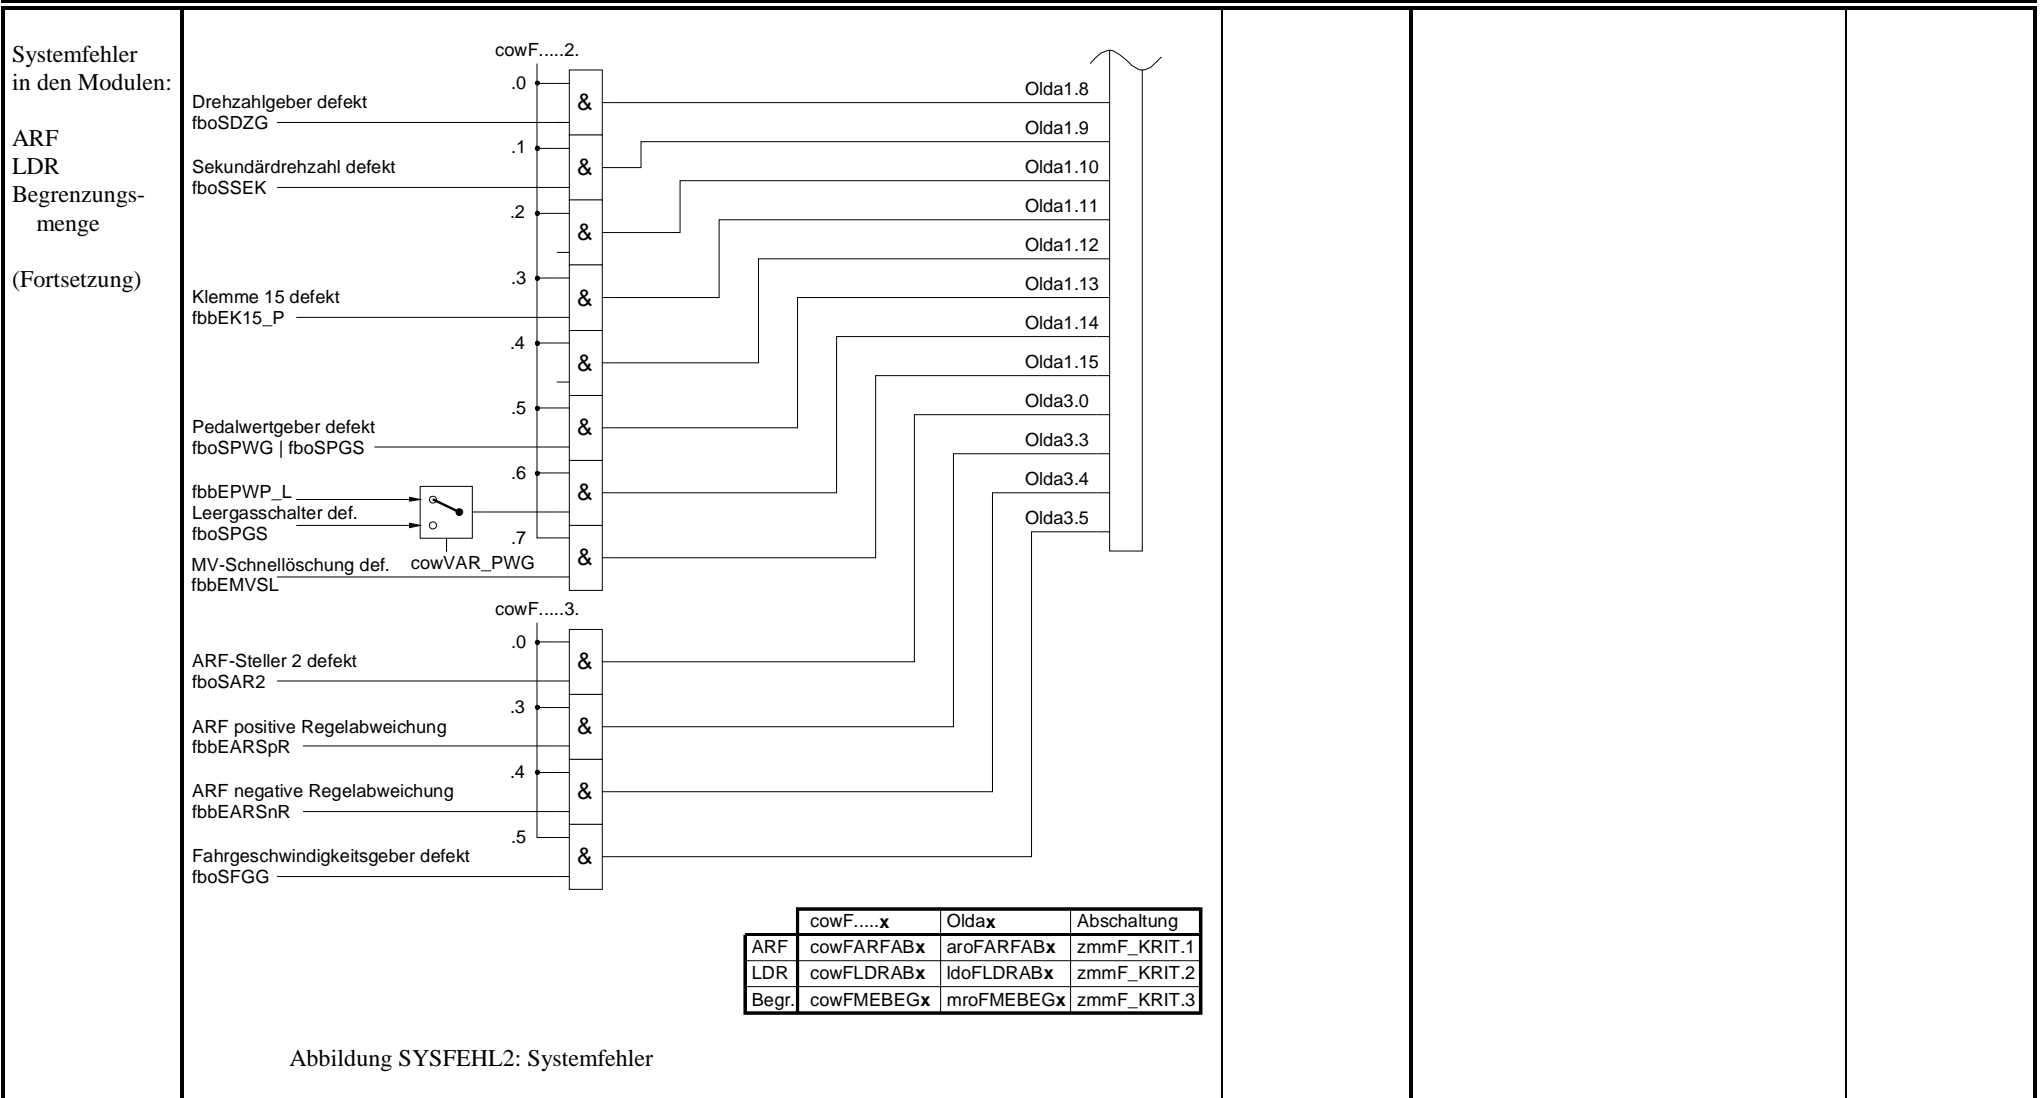 Systemfehler
in den Modulen:
ARF
LDR
Begrenzungs-
menge
(Fortsetzung)
cowF.....2.
.0
Drehzahlgeber defekt
fboSDZG
&
Olda1.8
.1
Sekundärdrehzahl defekt
fboSSEK
&
Olda1.9
.2
&
Olda1.10
.3
Klemme 15 defekt
fbbEK15_P
&
Olda1.11
.4
&
Olda1.12
.5
Pedalwertgeber defekt
fboSPWG | fboSPGS
&
Olda1.13
.6
fbbEPWP_L
Leergasschalter def.
fboSPGS
cowVAR_PWG
&
Olda1.14
.7
MV-Schnellöschung def.
fbbEMVSL
&
Olda1.15
cowF.....3.
.0
ARF-Steller 2 defekt
fboSAR2
&
Olda3.0
.3
ARF positive Regelabweichung
fbbEARSpR
&
Olda3.3
.4
ARF negative Regelabweichung
fbbEARSnR
&
Olda3.4
.5
Fahrgeschwindigkeitsgeber defekt
fboSFGG
&
Olda3.5
cowF.....x Oldax Abschaltung
ARF cowFARFABx aroFARFABx zmmF_KRIT.1
LDR cowFLDRABx ldoFLDRABx zmmF_KRIT.2
Begr. cowFMEBEGx mroFMEBEGx zmmF_KRIT.3
Abbildung SYSFEHL2: Systemfehler